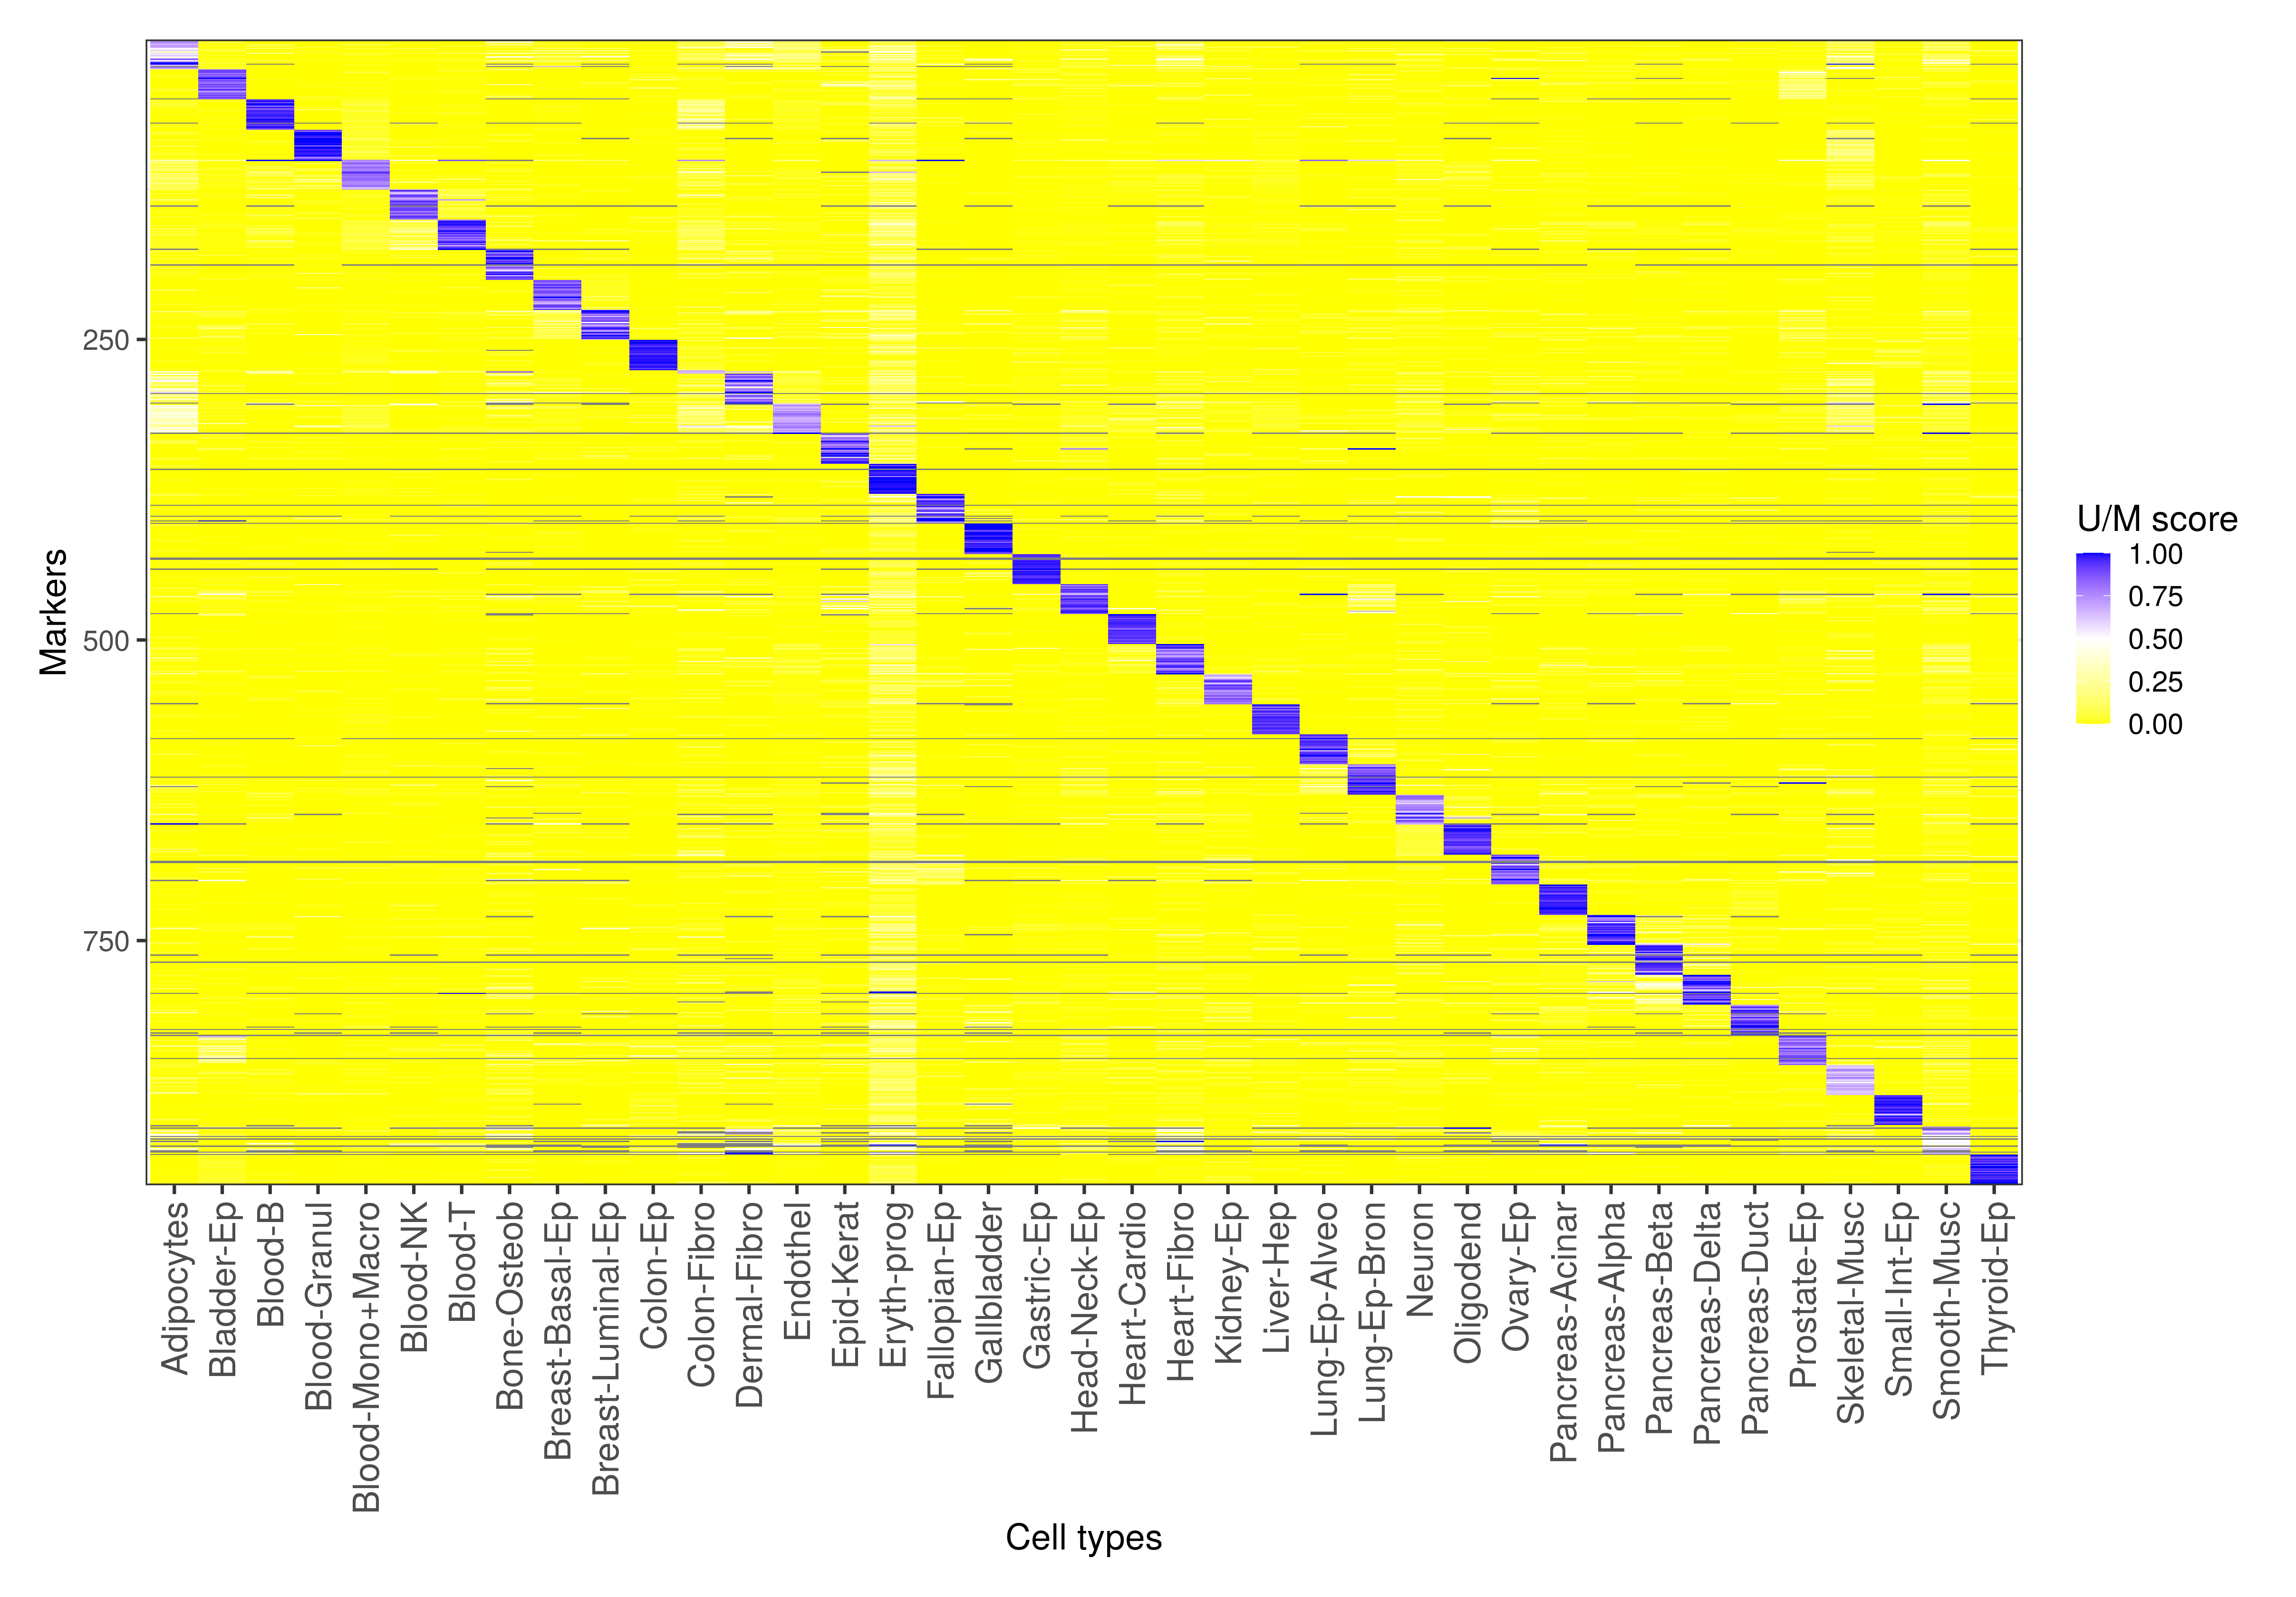 Markers
250
500
750
U/M score
1.00
0.75
0.50
0.25
0.00
Adipocytes
Bladder-Ep
Blood-B
Blood-Granul
Blood-Mono+Macro
Blood-NK
Blood-T
Bone-Osteob
Breast-Basal-Ep
Breast-Luminal-Ep
Colon-Ep
Colon-Fibro
Dermal-Fibro
Endothel
Epid-Kerat
Eryth-prog
Fallopian-Ep
Gallbladder
Gastric-Ep
Head-Neck-Ep
Heart-Cardio
Heart-Fibro
Kidney-Ep
Liver-Hep
Lung-Ep-Alveo
Lung-Ep-Bron
Neuron
Oligodend
Ovary-Ep
Pancreas-Acinar
Pancreas-Alpha
Pancreas-Beta
Pancreas-Delta
Pancreas-Duct
Prostate-Ep
Skeletal-Musc
Small-Int-Ep
Smooth-Musc
Thyroid-Ep
Cell types